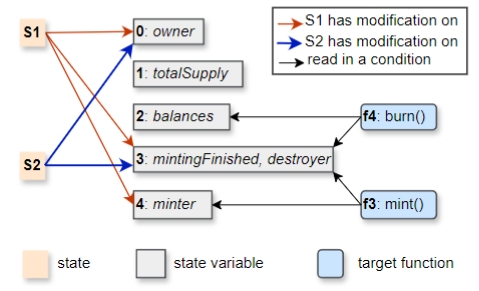 S1
0: owner
S1 has modification on
S2 has modification on
read in a condition
1: totalSupply
2: balances
f4: burn()
S2
3: mintingFinished, destroyer
4: minter
f3: mint()
state
state variable
target function